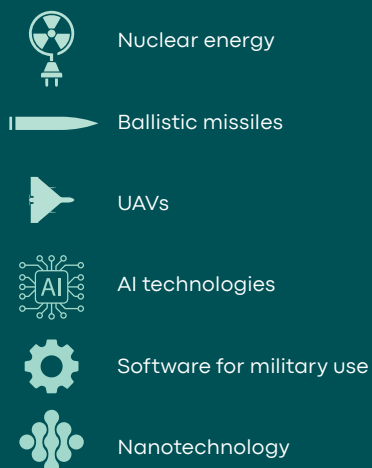 Nuclear energy
Ballistic missiles
UAVs
AI
AI technologies
Software for military use
Nanotechnology